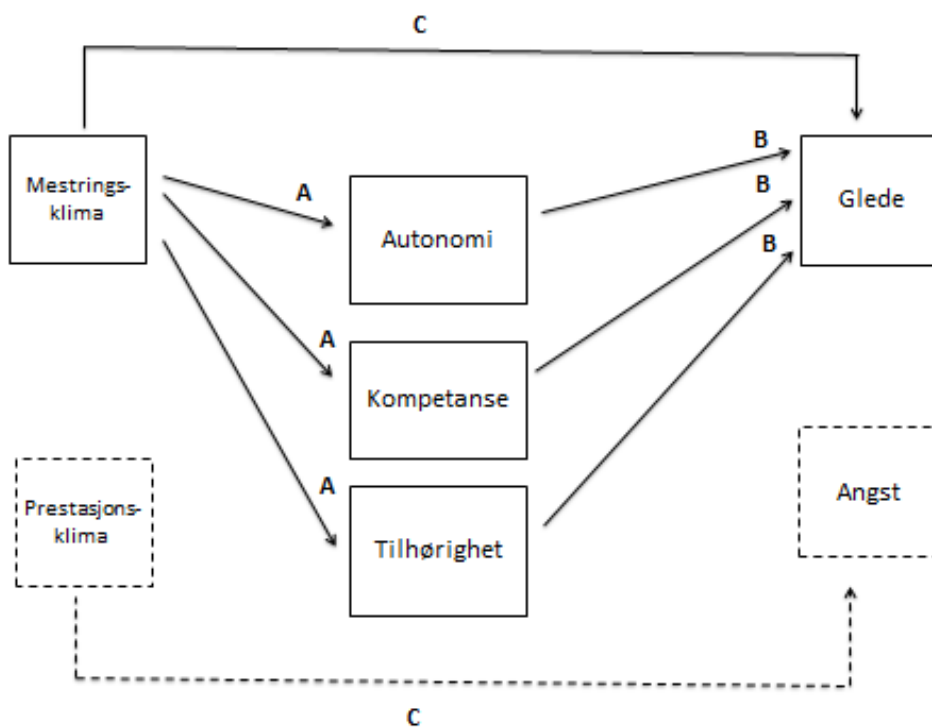 C
Mestrings-
klima
A
Autonomi
B
B
B
Glede
A
Kompetanse
A
Tilhørighet
Prestasjons-
klima
Angst
C